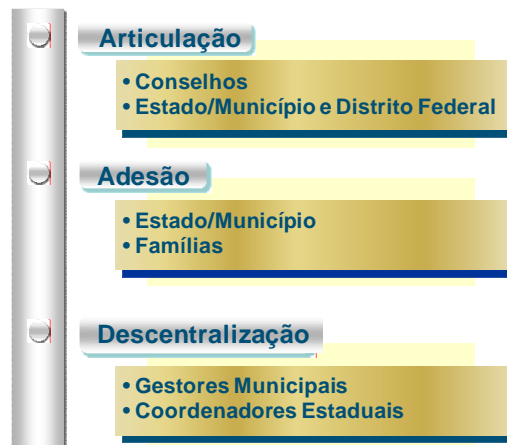 Articulação
• Conselhos
• Estado/Município e Distrito Federal
Adesão
• Estado/Município
• Famílias
Descentralização
• Gestores Municipais
• Coordenadores Estaduais